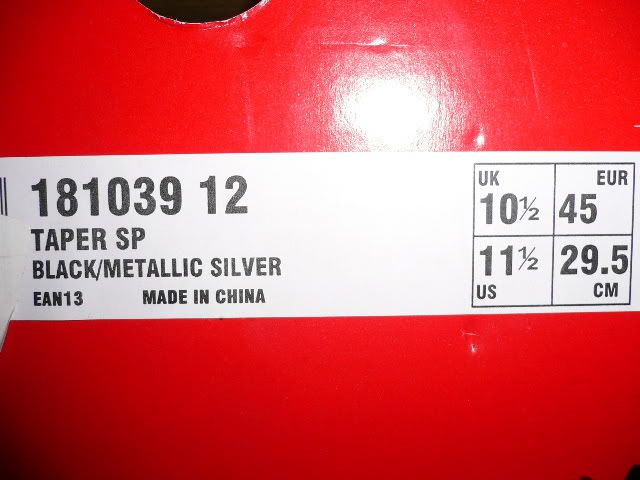 181039 12
TAPER SP
BLACK/METALLIC SILVER
EAN13 MADE IN CHINA
UK EUR
10½ 45
11½ 29.5
US CM